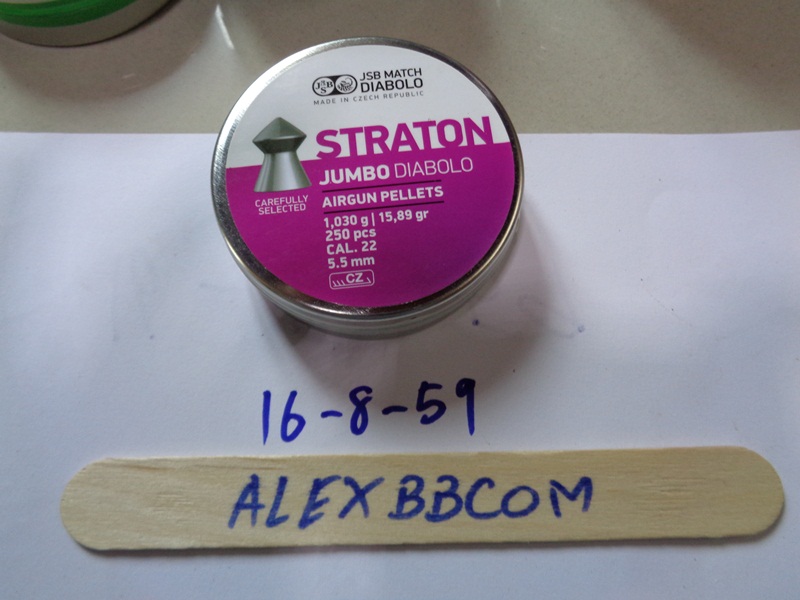 JSB
JSB MATCH
DIABOLO
MADE IN CZECH REPUBLIC
STRATON
JUMBO DIABOLO
AIRGUN PELLETS
CAREFULLY
SELECTED
1,030 g | 15,89 gr
250 pcs
CAL. 22
5.5 mm
CZ
16-8-59
ALEXBBCOM